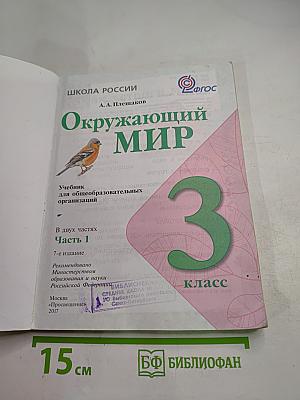 ШКОЛА РОССИИ
ФГОС
А.А. Плешаков
Окружающий
МИР
Учебник
для общеобразовательных
организаций
В двух частях
Часть 1
7-е издание
Рекомендовано
Министерством
образования и науки
Российской Федерации
3
класс
Москва
«Просвещение»
2017
БИБЛИОТЕКА
15 см
БФ БИБЛИОФАН